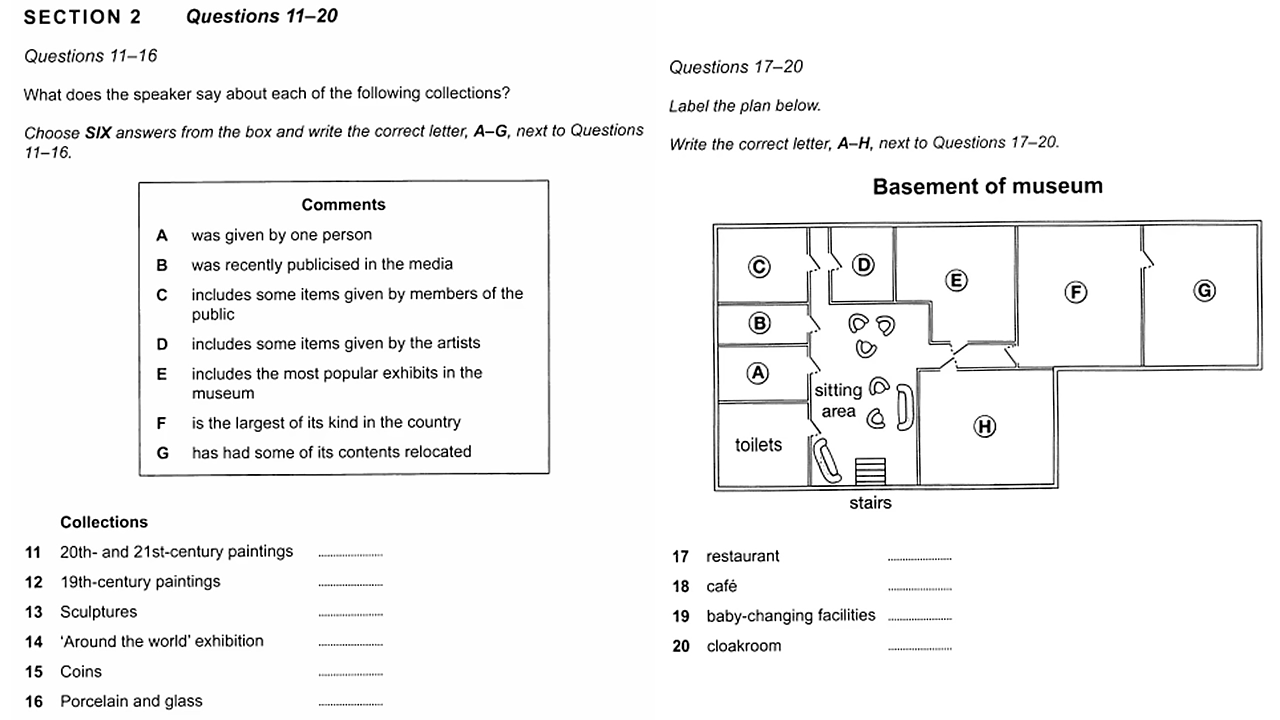 SECTION 2 Questions 11–20
Questions 11–16
What does the speaker say about each of the following collections?
Choose SIX answers from the box and write the correct letter, A–G, next to Questions
11–16.
Comments
A was given by one person
B was recently publicised in the media
C includes some items given by members of the
public
D includes some items given by the artists
E includes the most popular exhibits in the
museum
F is the largest of its kind in the country
G has had some of its contents relocated
Collections
11 20th- and 21st-century paintings ....................
12 19th-century paintings ....................
13 Sculptures ....................
14 ‘Around the world’ exhibition ....................
15 Coins ....................
16 Porcelain and glass ....................
Questions 17–20
Label the plan below.
Write the correct letter, A–H, next to Questions 17–20.
Basement of museum
C
D
E
F
G
B
A
sitting
area
H
toilets
stairs
17 restaurant ....................
18 café ....................
19 baby-changing facilities ....................
20 cloakroom ....................